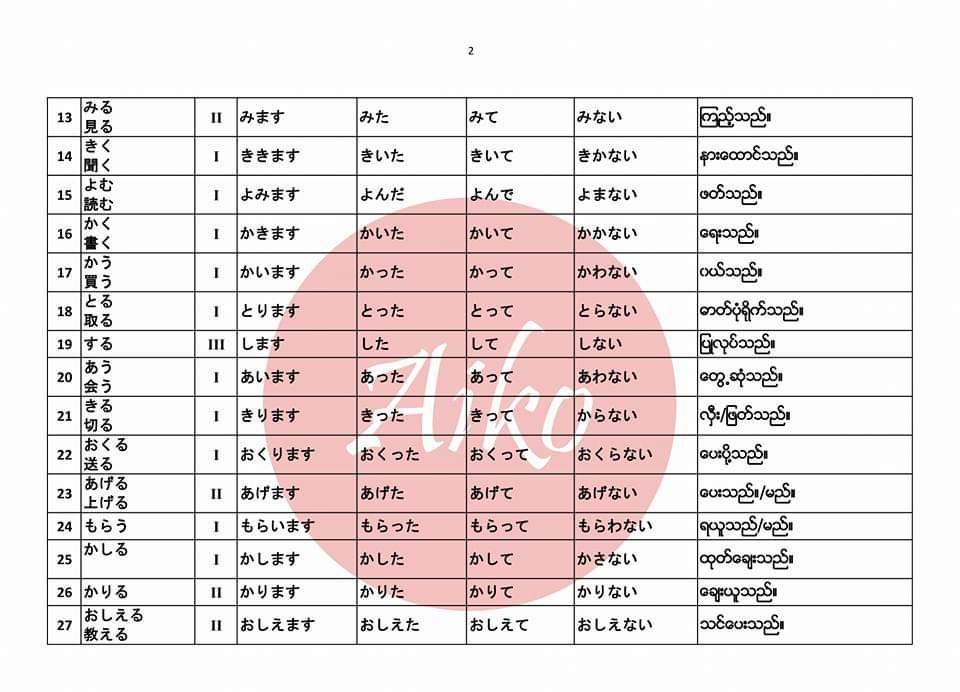 2
13 みる 見る II みます みた みて みない ကြည့်သည်။
14 きく 聞く I ききます きいた きいて きかない နားထောင်သည်။
15 よむ 読む I よみます よんだ よんで よまない ဖတ်သည်။
16 かく 書く I かきます かいた かいて かかない ရေးသည်။
17 かう 買う I かいます かった かって かわない ဝယ်သည်။
18 とる 取る I とります とった とって とらない ဓာတ်ပုံရိုက်သည်။
19 する III します した して しない ပြုလုပ်သည်။
20 あう 会う I あいます あった あって あわない တွေ့ဆုံသည်။
21 きる 切る I きります きった きって からない လှီး/ဖြတ်သည်။
22 おくる 送る I おくります おくった おくって おくらない ပေးပို့သည်။
23 あげる 上げる II あげます あげた あげて あげない ပေးသည်။/မည်။
24 もらう I もらいます もらった もらって もらわない ရယူသည်/မည်။
25 かしる I かします かした かして かさない ထုတ်ချေးသည်။
26 かりる II かります かりた かりて かりない ချေးယူသည်။
27 おしえる 教える II おしえます おしえた おしえて おしえない သင်ပေးသည်။
Aiko